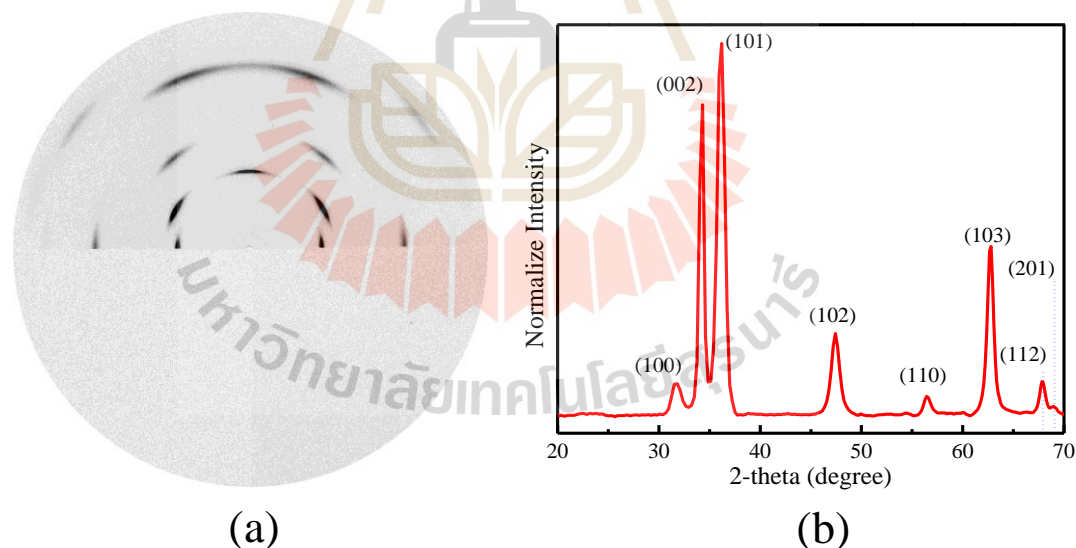 (101)
(002)
(103)
(201)
(102)
(112)
(100)
(110)
Normalize Intensity
20 30 40 50 60 70
2-theta (degree)
มหาวิทยาลัยเทคโนโลยีสุรนารี
(a) (b)